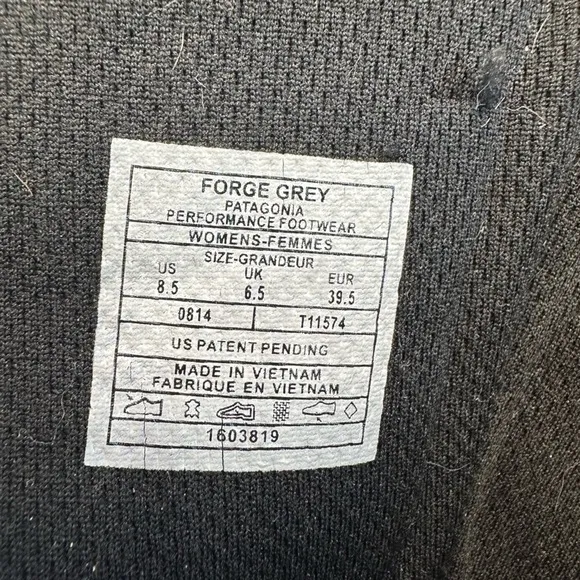 FORGE GREY
PATAGONIA
PERFORMANCE FOOTWEAR
WOMENS-FEMMES
SIZE-GRANDEUR
US UK EUR
8.5 6.5 39.5
0814 T11574
US PATENT PENDING
MADE IN VIETNAM
FABRIQUE EN VIETNAM
1603819